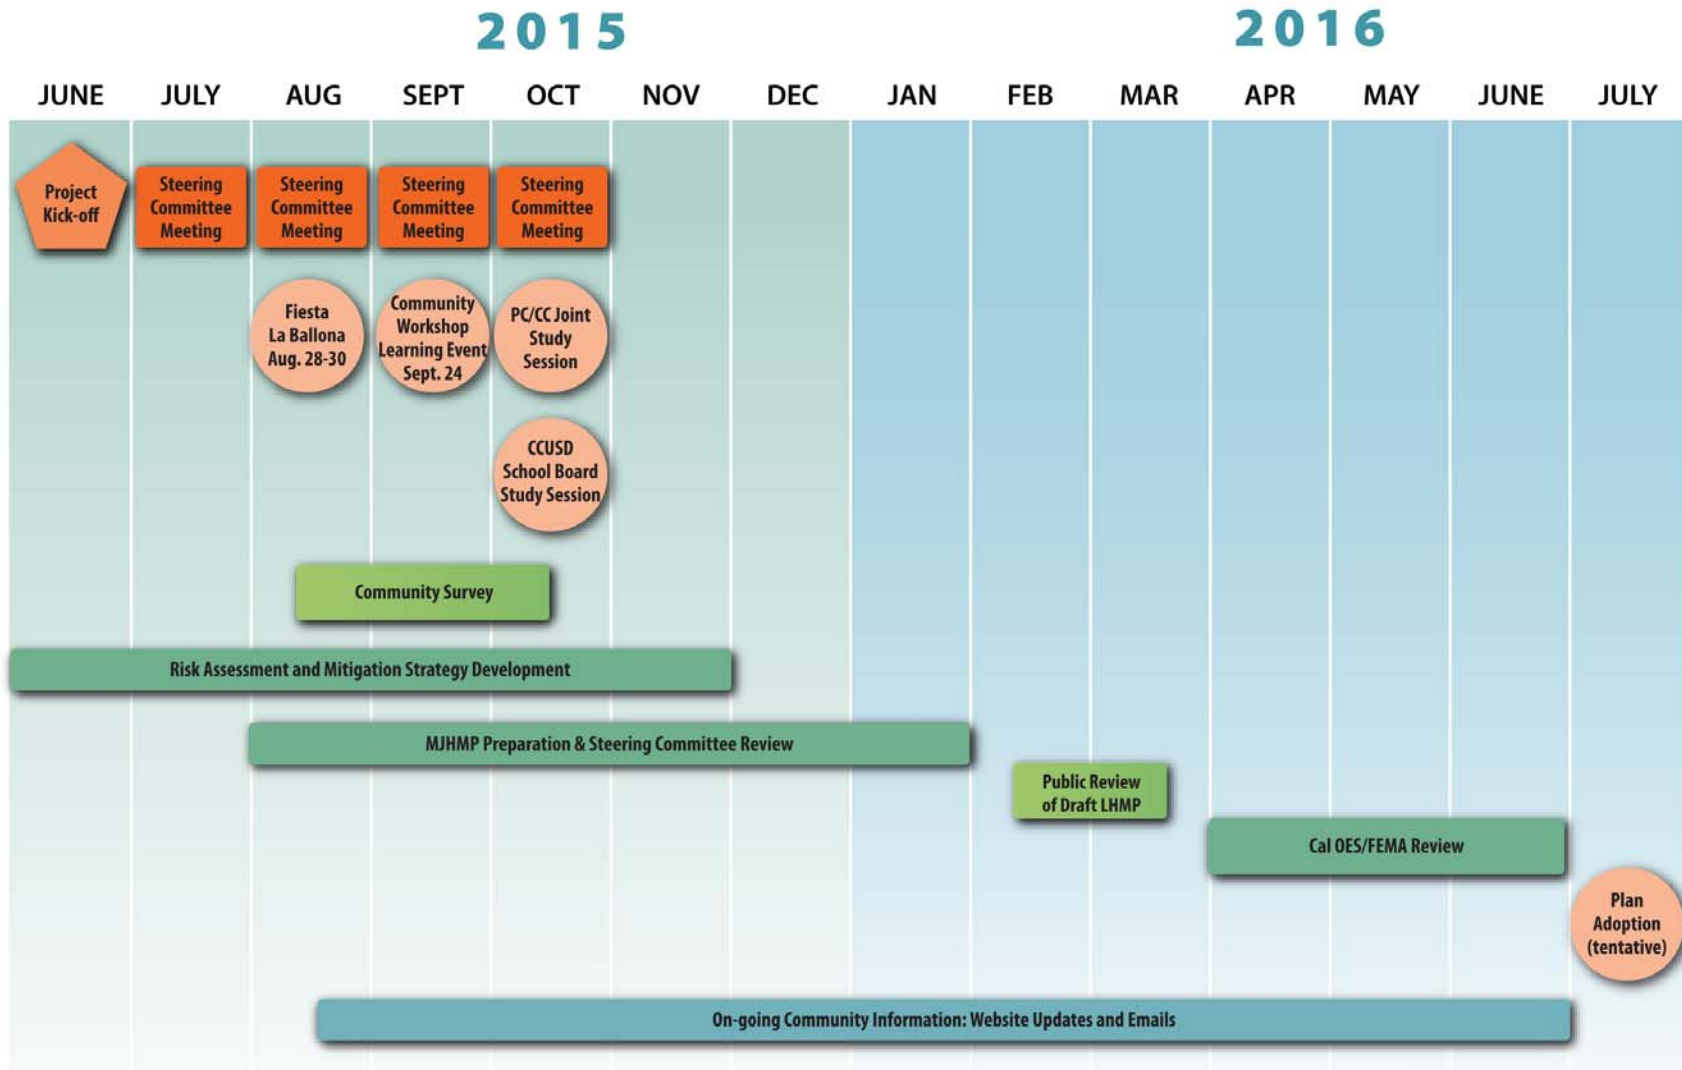 2015
2016
JUNE JULY AUG SEPT OCT NOV DEC JAN FEB MAR APR MAY JUNE JULY
Project
Kick-off
Steering
Committee
Meeting
Steering
Committee
Meeting
Steering
Committee
Meeting
Steering
Committee
Meeting
Fiesta
La Ballona
Aug. 28-30
Community
Workshop
Learning Event
Sept. 24
PC/CC Joint
Study
Session
CCUSD
School Board
Study Session
Community Survey
Risk Assessment and Mitigation Strategy Development
MJHMP Preparation & Steering Committee Review
Public Review
of Draft LHMP
Cal OES/FEMA Review
Plan
Adoption
(tentative)
On-going Community Information: Website Updates and Emails